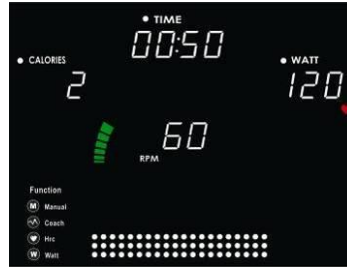 TIME
00:50
CALORIES
WATT
2
120
60
RPM
Function
M Manual
Coach
Hrc
W Watt